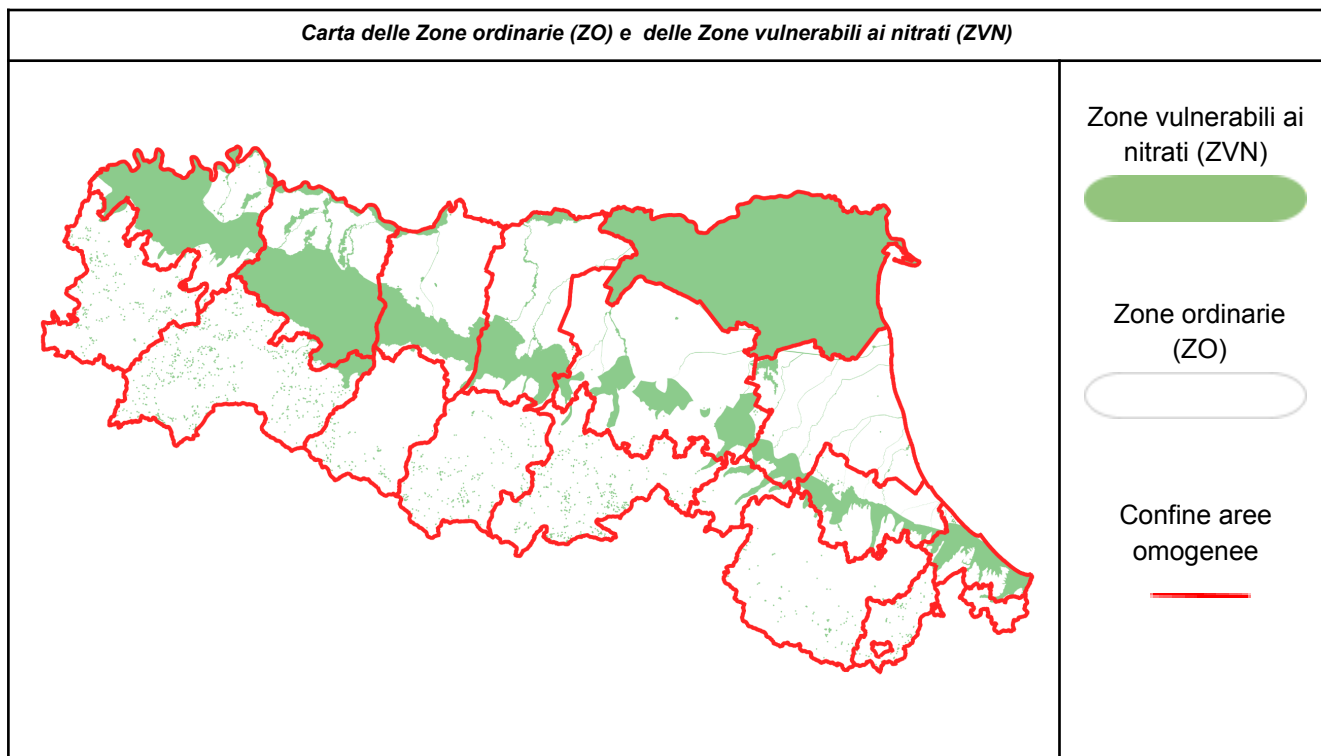 Carta delle Zone ordinarie (ZO) e delle Zone vulnerabili ai nitrati (ZVN)
Zone vulnerabili ai
nitrati (ZVN)
Zone ordinarie
(ZO)
Confine aree
omogenee